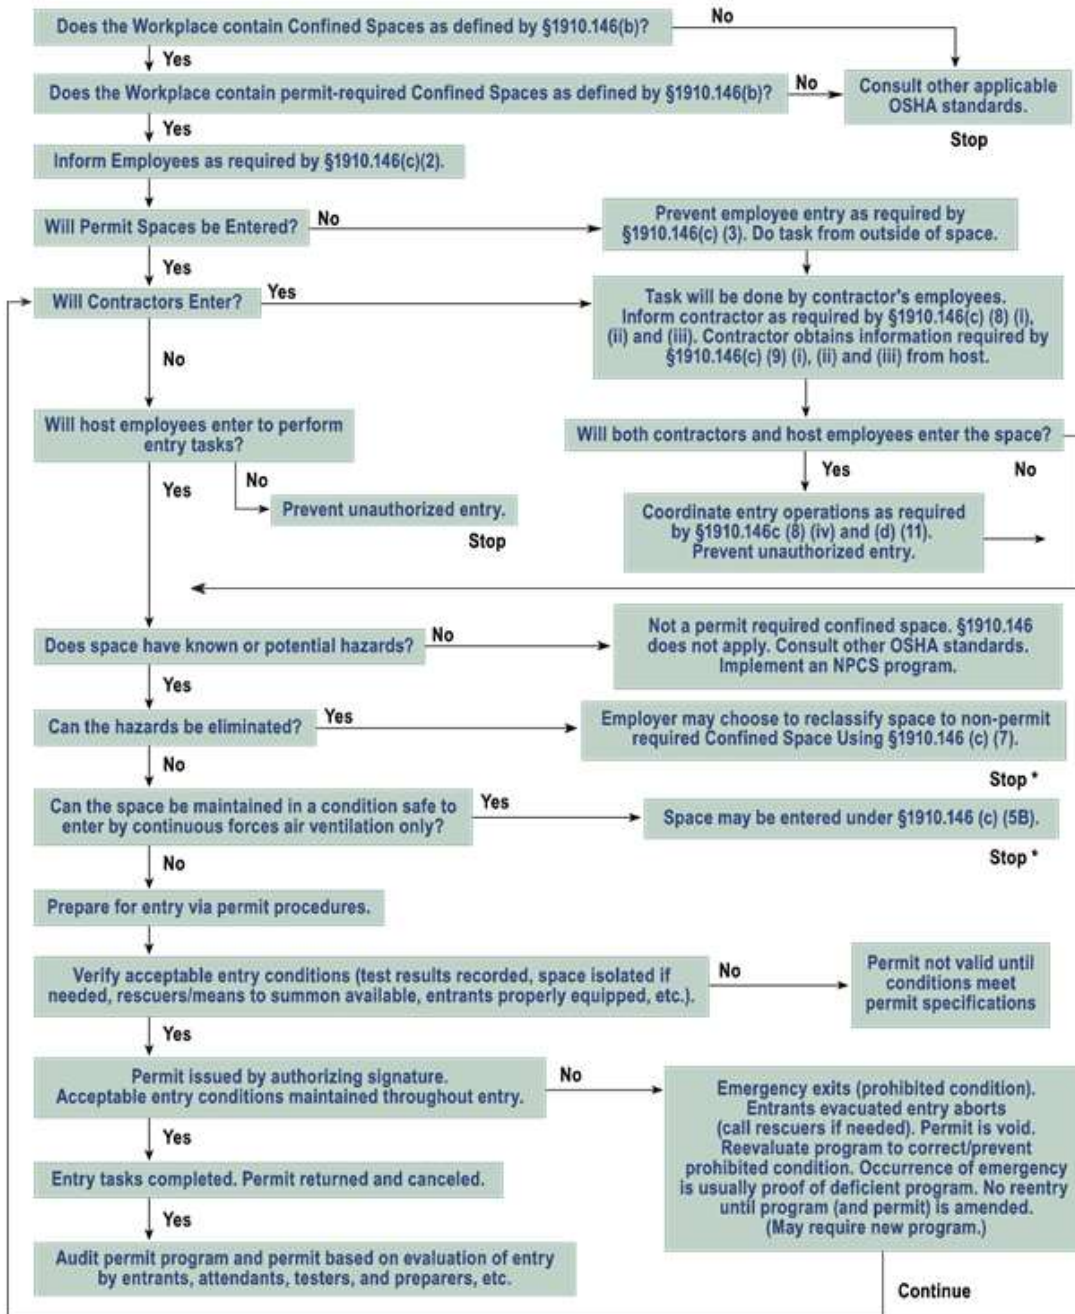 Does the Workplace contain Confined Spaces as defined by §1910.146(b)?
No
Yes
Does the Workplace contain permit-required Confined Spaces as defined by §1910.146(b)?
No
Consult other applicable
OSHA standards.
Yes
Stop
Inform Employees as required by §1910.146(c)(2).
Will Permit Spaces be Entered?
No
Prevent employee entry as required by
§1910.146(c) (3). Do task from outside of space.
Yes
Will Contractors Enter?
Yes
Task will be done by contractor's employees.
Inform contractor as required by §1910.146(c) (8) (i),
(ii) and (iii). Contractor obtains information required by
§1910.146(c) (9) (i), (ii) and (iii) from host.
No
Will host employees enter to perform
entry tasks?
Will both contractors and host employees enter the space?
No
Yes
Yes
No
Prevent unauthorized entry.
Stop
Coordinate entry operations as required
by §1910.146c (8) (iv) and (d) (11).
Prevent unauthorized entry.
Does space have known or potential hazards?
No
Not a permit required confined space. §1910.146
does not apply. Consult other OSHA standards.
Implement an NPCS program.
Yes
Can the hazards be eliminated?
Yes
Employer may choose to reclassify space to non-permit
required Confined Space Using §1910.146 (c) (7).
No
Stop *
Can the space be maintained in a condition safe to
enter by continuous forces air ventilation only?
Yes
Space may be entered under §1910.146 (c) (5B).
No
Stop *
Prepare for entry via permit procedures.
Verify acceptable entry conditions (test results recorded, space isolated if
needed, rescuers/means to summon available, entrants properly equipped, etc.).
No
Permit not valid until
conditions meet
permit specifications
Yes
Permit issued by authorizing signature.
Acceptable entry conditions maintained throughout entry.
No
Emergency exits (prohibited condition).
Entrants evacuated entry aborts
(call rescuers if needed). Permit is void.
Reevaluate program to correct/prevent
prohibited condition. Occurrence of emergency
is usually proof of deficient program. No reentry
until program (and permit) is amended.
(May require new program.)
Yes
Entry tasks completed. Permit returned and canceled.
Yes
Audit permit program and permit based on evaluation of entry
by entrants, attendants, testers, and preparers, etc.
Continue